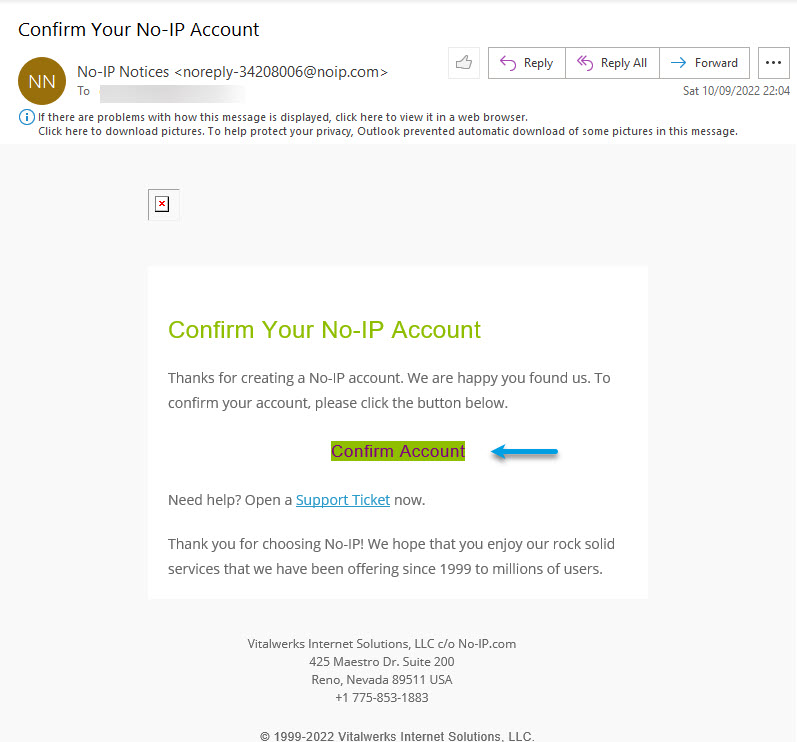 Confirm Your No-IP Account
NN
No-IP Notices <noreply-34208006@noip.com>
To
Reply
Reply All
Forward
Sat 10/09/2022 22:04
If there are problems with how this message is displayed, click here to view it in a web browser.
Click here to download pictures. To help protect your privacy, Outlook prevented automatic download of some pictures in this message.
Confirm Your No-IP Account
Thanks for creating a No-IP account. We are happy you found us. To
confirm your account, please click the button below.
Confirm Account
Need help? Open a Support Ticket now.
Thank you for choosing No-IP! We hope that you enjoy our rock solid
services that we have been offering since 1999 to millions of users.
Vitalwerks Internet Solutions, LLC c/o No-IP.com
425 Maestro Dr. Suite 200
Reno, Nevada 89511 USA
+1 775-853-1883
© 1999-2022 Vitalwerks Internet Solutions, LLC.